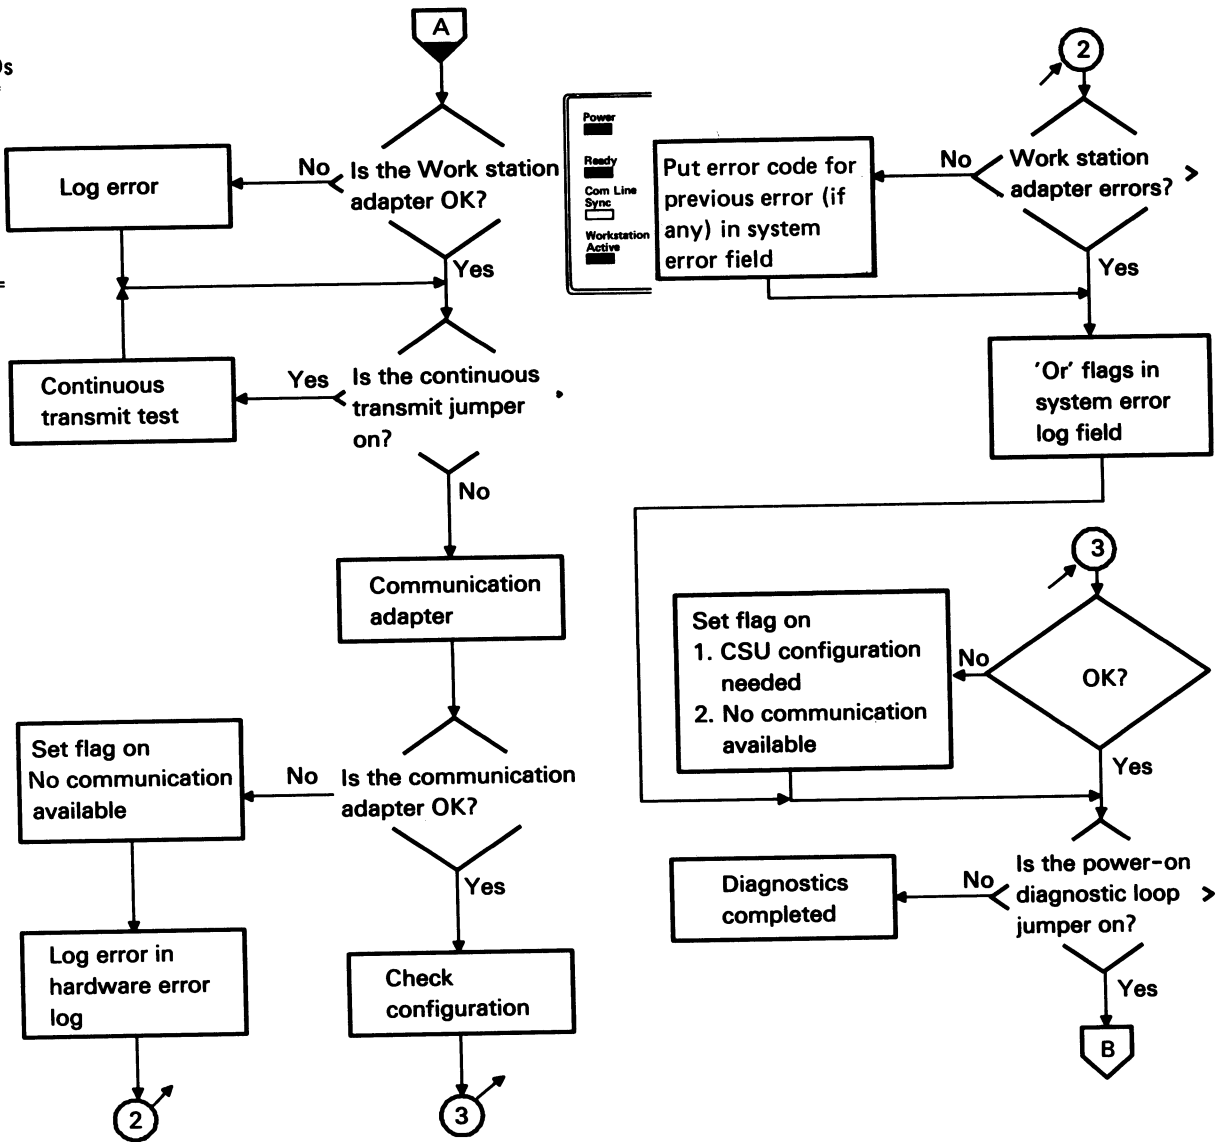 A
Is the Work station
adapter OK?
No
Log error
Yes
Is the continuous
transmit jumper
on?
Yes
Continuous
transmit test
No
Communication
adapter
Is the communication
adapter OK?
No
Set flag on
No communication
available
Log error in
hardware error
log
2
Yes
Check
configuration
3
Power
Ready
Com Line
Sync
Workstation
Active
2
Work station
adapter errors?
No
Put error code for
previous error (if
any) in system
error field
Yes
'Or' flags in
system error
log field
3
OK?
No
Set flag on
1. CSU configuration
needed
2. No communication
available
Yes
Is the power-on
diagnostic loop
jumper on?
No
Diagnostics
completed
Yes
B